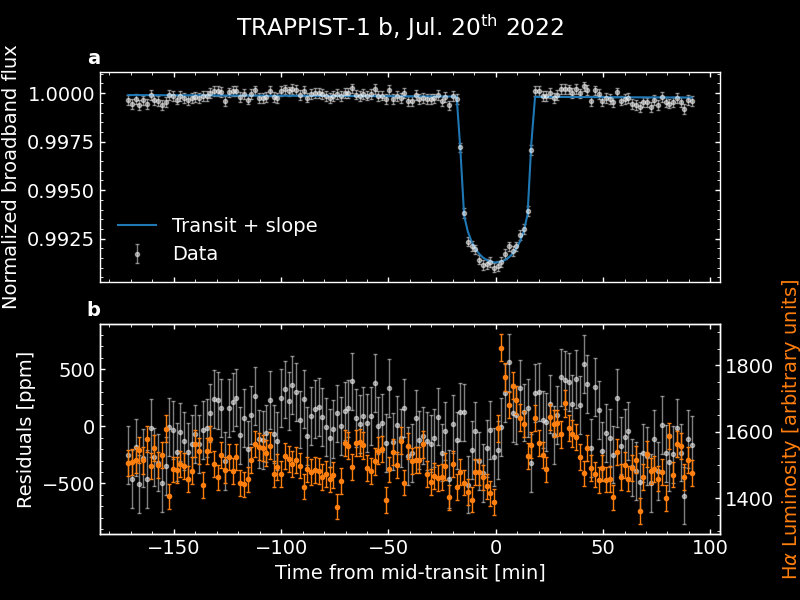 TRAPPIST-1 b, Jul. 20th 2022
a
Normalized broadband flux
1.0000
0.9975
0.9950
0.9925
Transit + slope
Data
b
Residuals [ppm]
500
0
−500
1800
1600
1400
Hα Luminosity [arbitrary units]
−150 −100 −50 0 50 100
Time from mid-transit [min]